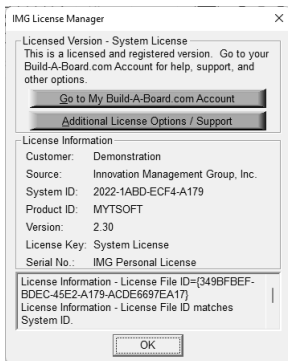 IMG License Manager
Licensed Version - System License
This is a licensed and registered version. Go to your
Build-A-Board.com Account for help, support, and
other options.
Go to My Build-A-Board.com Account
Additional License Options / Support
License Information
Customer: Demonstration
Source: Innovation Management Group, Inc.
System ID: 2022-1ABD-ECF4-A179
Product ID: MYTSOFT
Version: 2.30
License Key: System License
Serial No.: IMG Personal License
License Information - License File ID={349BFBEF-
BDEC-45E2-A179-ACDE6697EA17}
License Information - License File ID matches
System ID.
OK